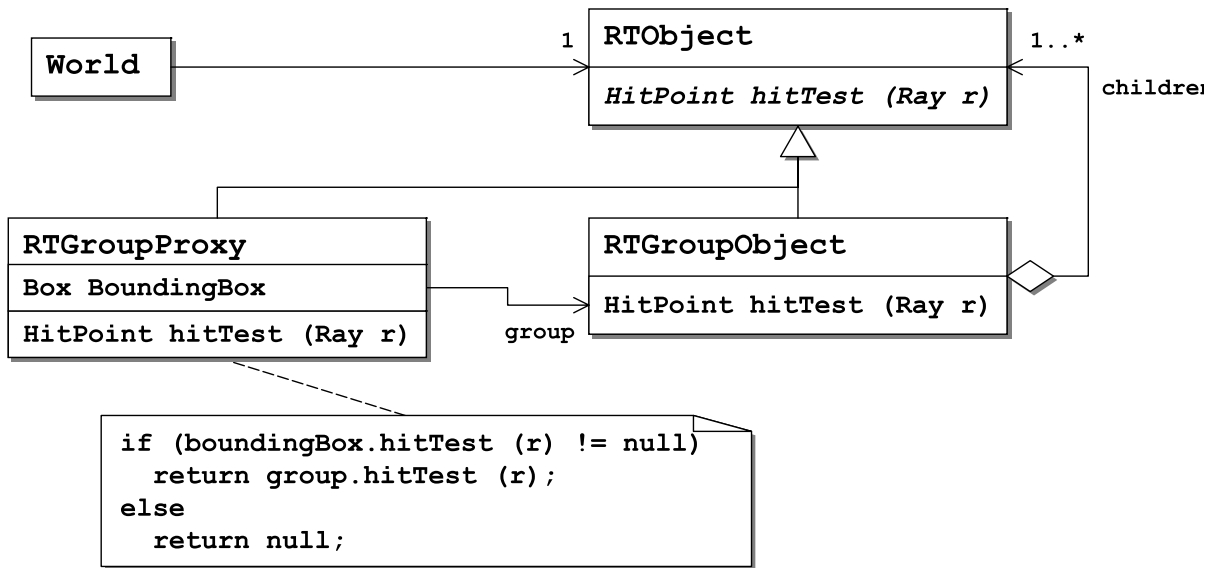 World
1
RTObject
1..*
HitPoint hitTest (Ray r)
RTGroupProxy
Box BoundingBox
HitPoint hitTest (Ray r)
group
RTGroupObject
HitPoint hitTest (Ray r)
if (boundingBox.hitTest (r) != null)
return group.hitTest (r);
else
return null;